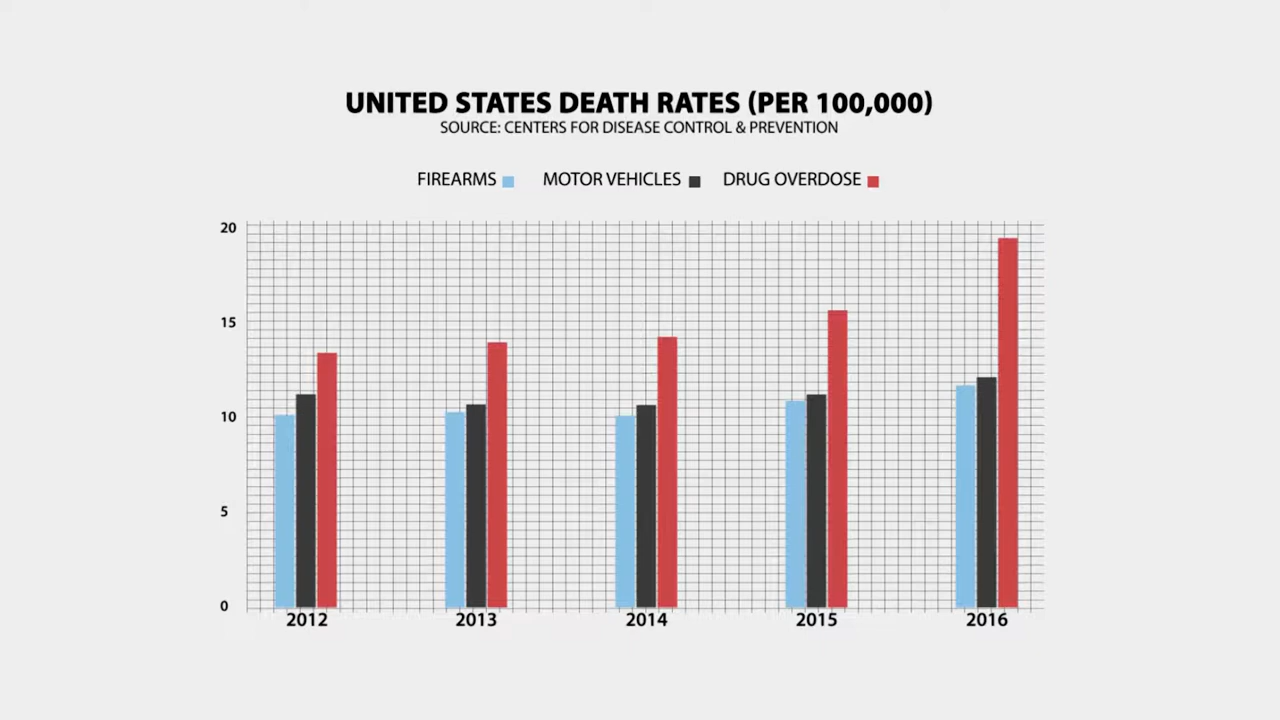 UNITED STATES DEATH RATES (PER 100,000)
SOURCE: CENTERS FOR DISEASE CONTROL & PREVENTION
FIREARMS MOTOR VEHICLES DRUG OVERDOSE
20
15
10
5
0
2012 2013 2014 2015 2016